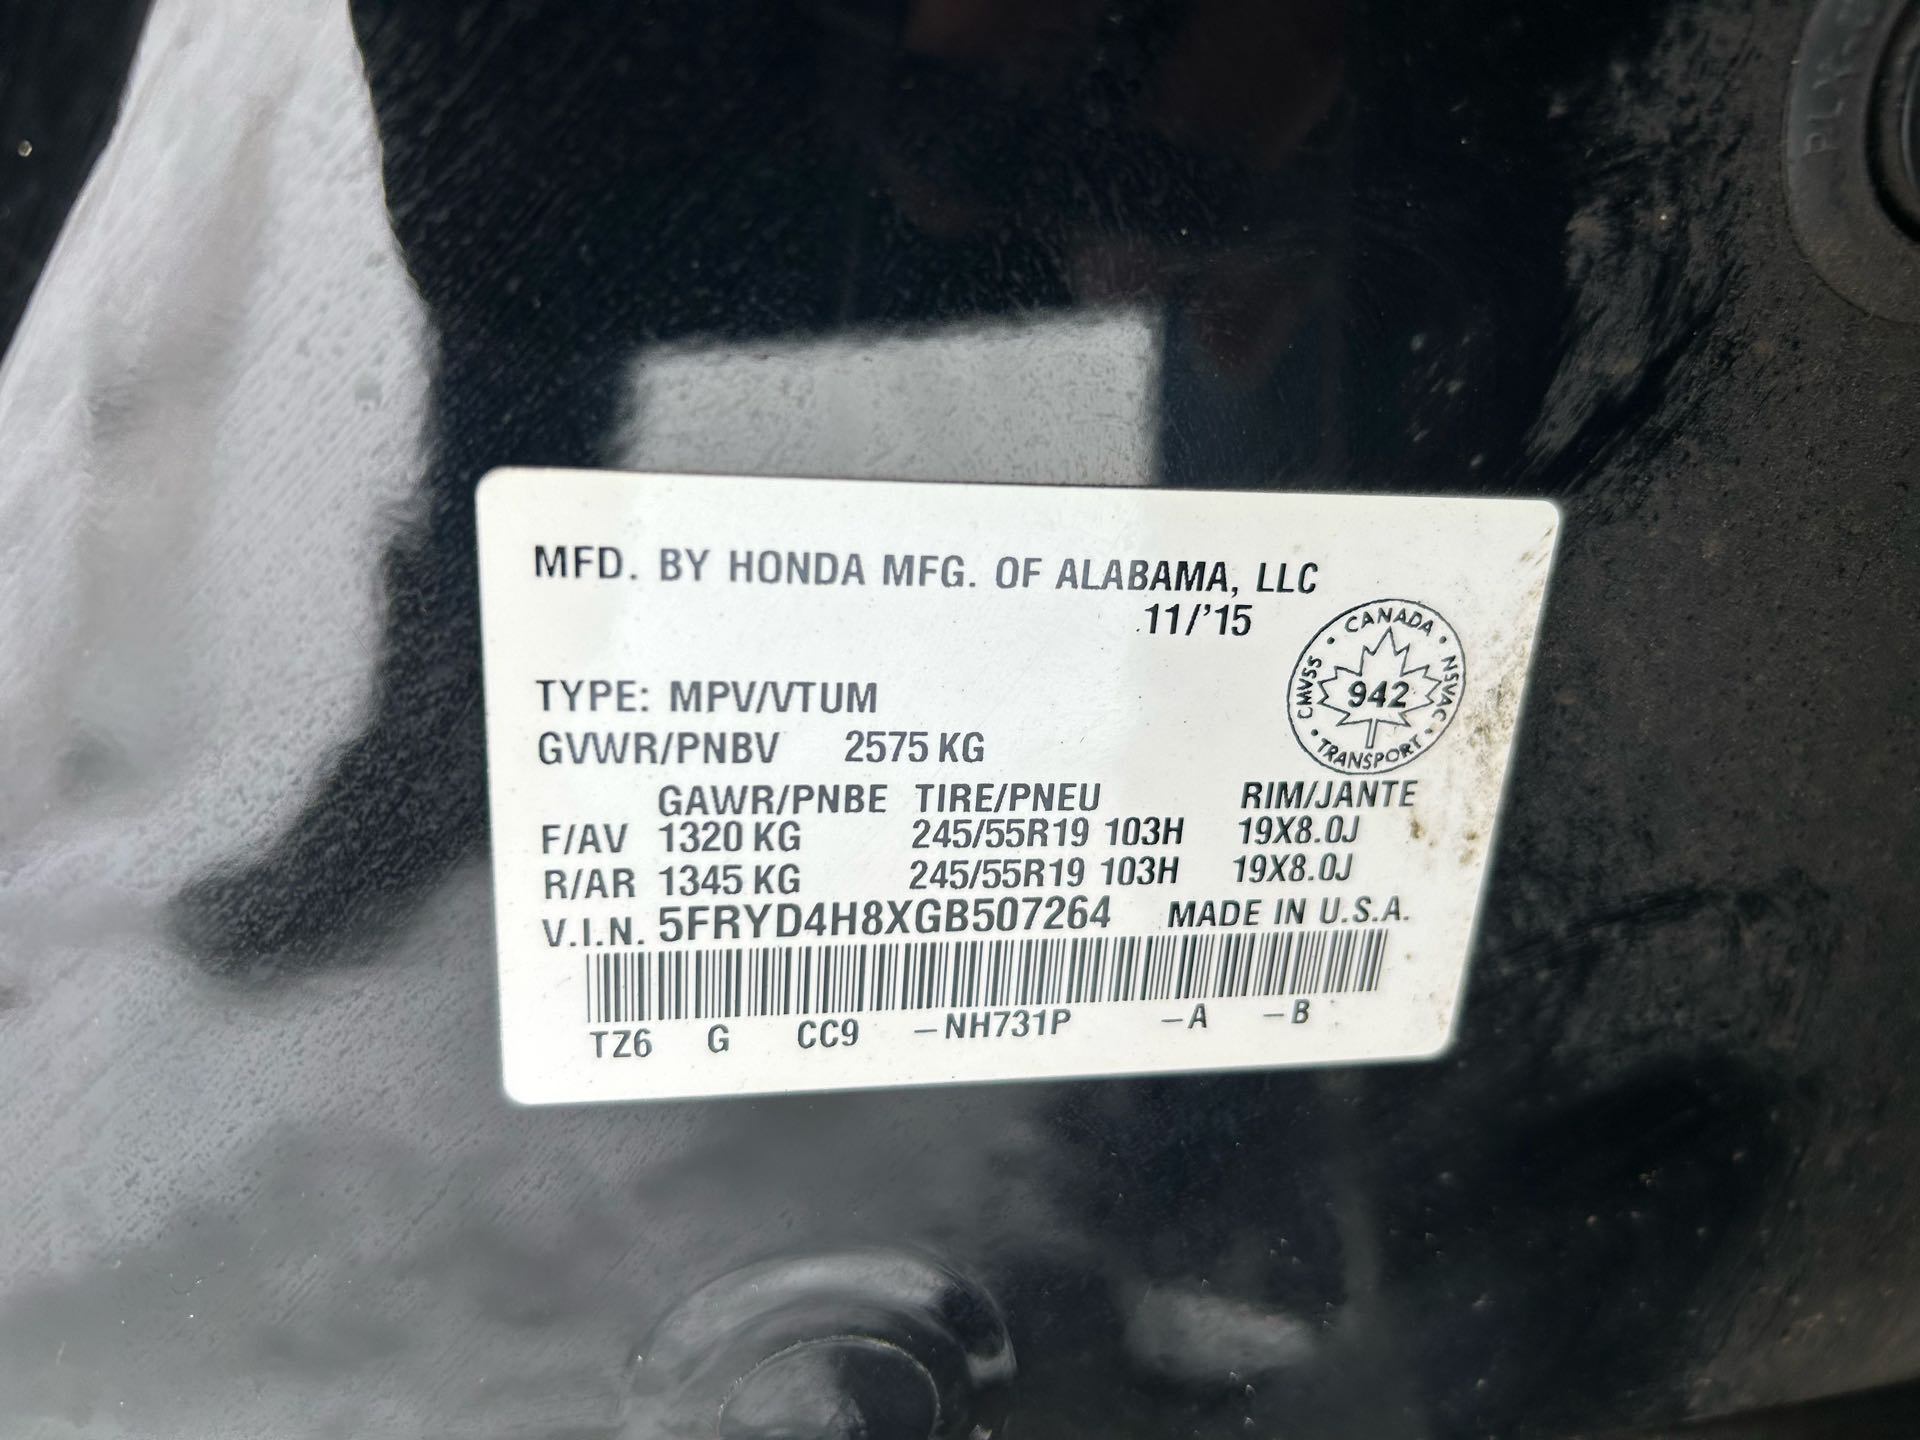 MFD. BY HONDA MFG. OF ALABAMA, LLC
11/'15
CANADA
CMVSS
NSVAC
942
TRANSPORT
TYPE: MPV/VTUM
GVWR/PNBV 2575 KG
GAWR/PNBE TIRE/PNEU RIM/JANTE
F/AV 1320 KG 245/55R19 103H 19X8.0J
R/AR 1345 KG 245/55R19 103H 19X8.0J
V.I.N. 5FRYD4H8XGB507264 MADE IN U.S.A.
TZ6 G CC9 –NH731P –A –B